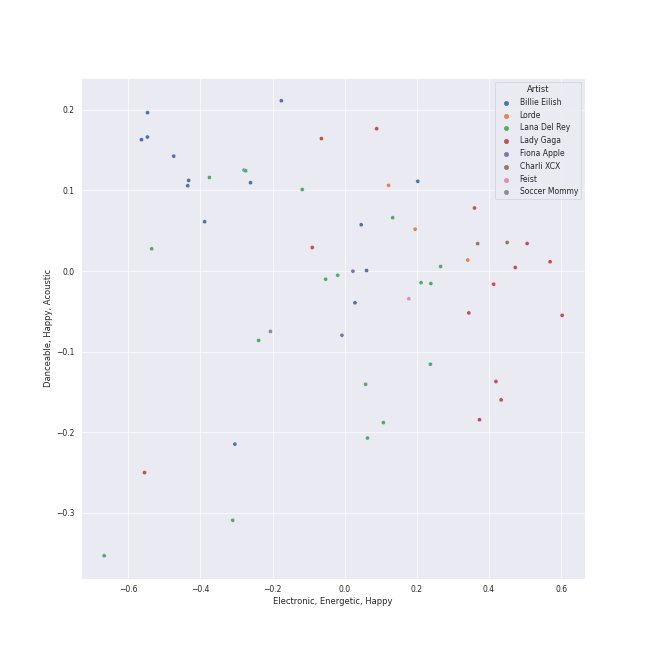 Artist
Billie Eilish
Lorde
Lana Del Rey
Lady Gaga
Fiona Apple
Charli XCX
Feist
Soccer Mommy
0.2
0.1
0.0
−0.1
−0.2
−0.3
Danceable, Happy, Acoustic
−0.6 −0.4 −0.2 0.0 0.2 0.4 0.6
Electronic, Energetic, Happy